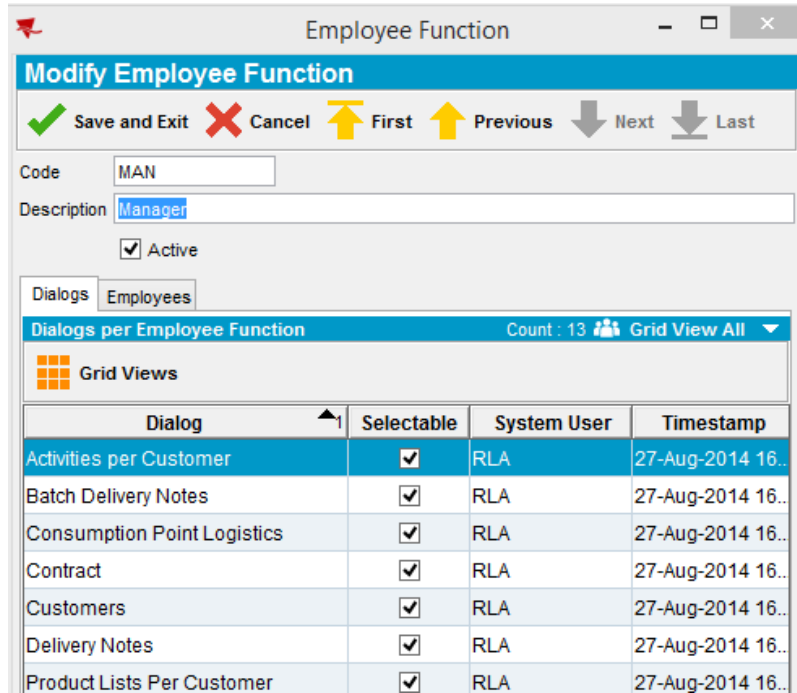 Employee Function
Modify Employee Function
Save and Exit Cancel First Previous Next Last
Code MAN
Description Manager
Active
Dialogs Employees
Dialogs per Employee Function Count : 13 Grid View All
Grid Views
Dialog 1 Selectable System User Timestamp
Activities per Customer RLA 27-Aug-2014 16..
Batch Delivery Notes RLA 27-Aug-2014 16..
Consumption Point Logistics RLA 27-Aug-2014 16..
Contract RLA 27-Aug-2014 16..
Customers RLA 27-Aug-2014 16..
Delivery Notes RLA 27-Aug-2014 16..
Product Lists Per Customer RLA 27-Aug-2014 16..